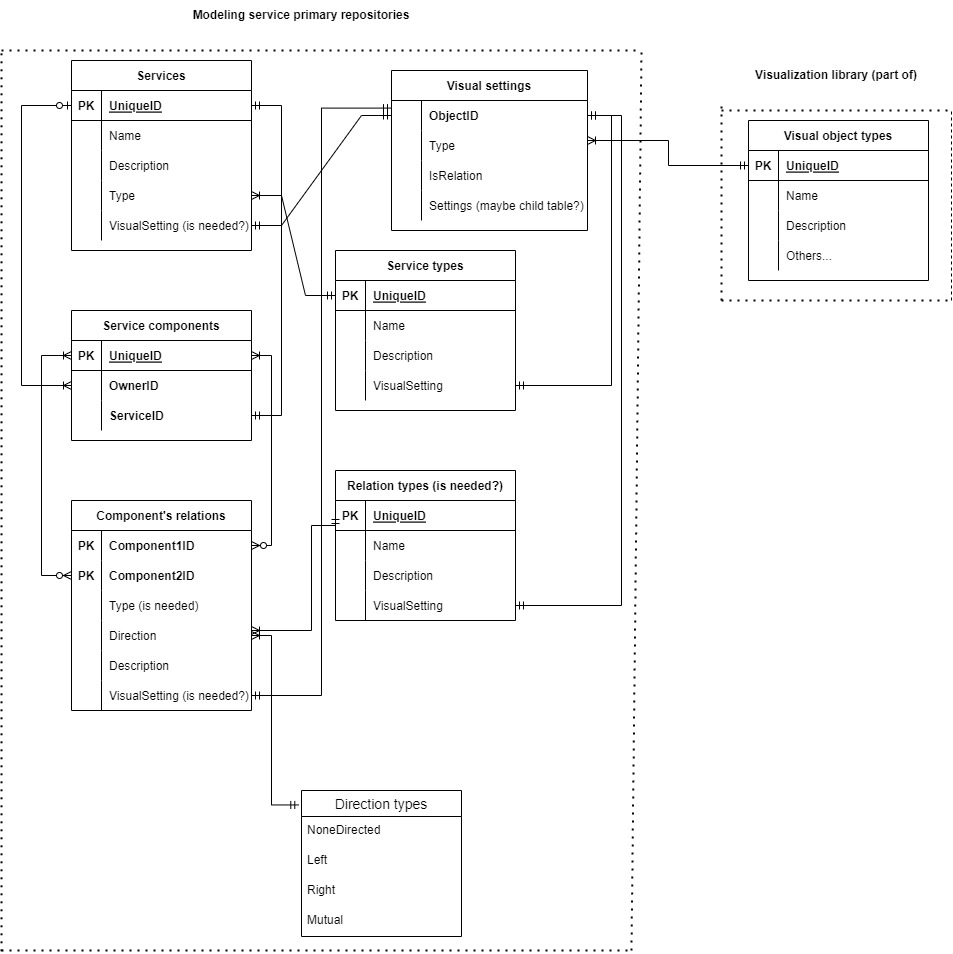 Modeling service primary repositories
Services
PK UniqueID
Name
Description
Type
VisualSetting (is needed?)
Visual settings
ObjectID
Type
IsRelation
Settings (maybe child table?)
Visualization library (part of)
Visual object types
PK UniqueID
Name
Description
Others...
Service types
PK UniqueID
Name
Description
VisualSetting
Service components
PK UniqueID
OwnerID
ServiceID
Relation types (is needed?)
PK UniqueID
Name
Description
VisualSetting
Component's relations
PK Component1ID
PK Component2ID
Type (is needed)
Direction
Description
VisualSetting (is needed?)
Direction types
NoneDirected
Left
Right
Mutual